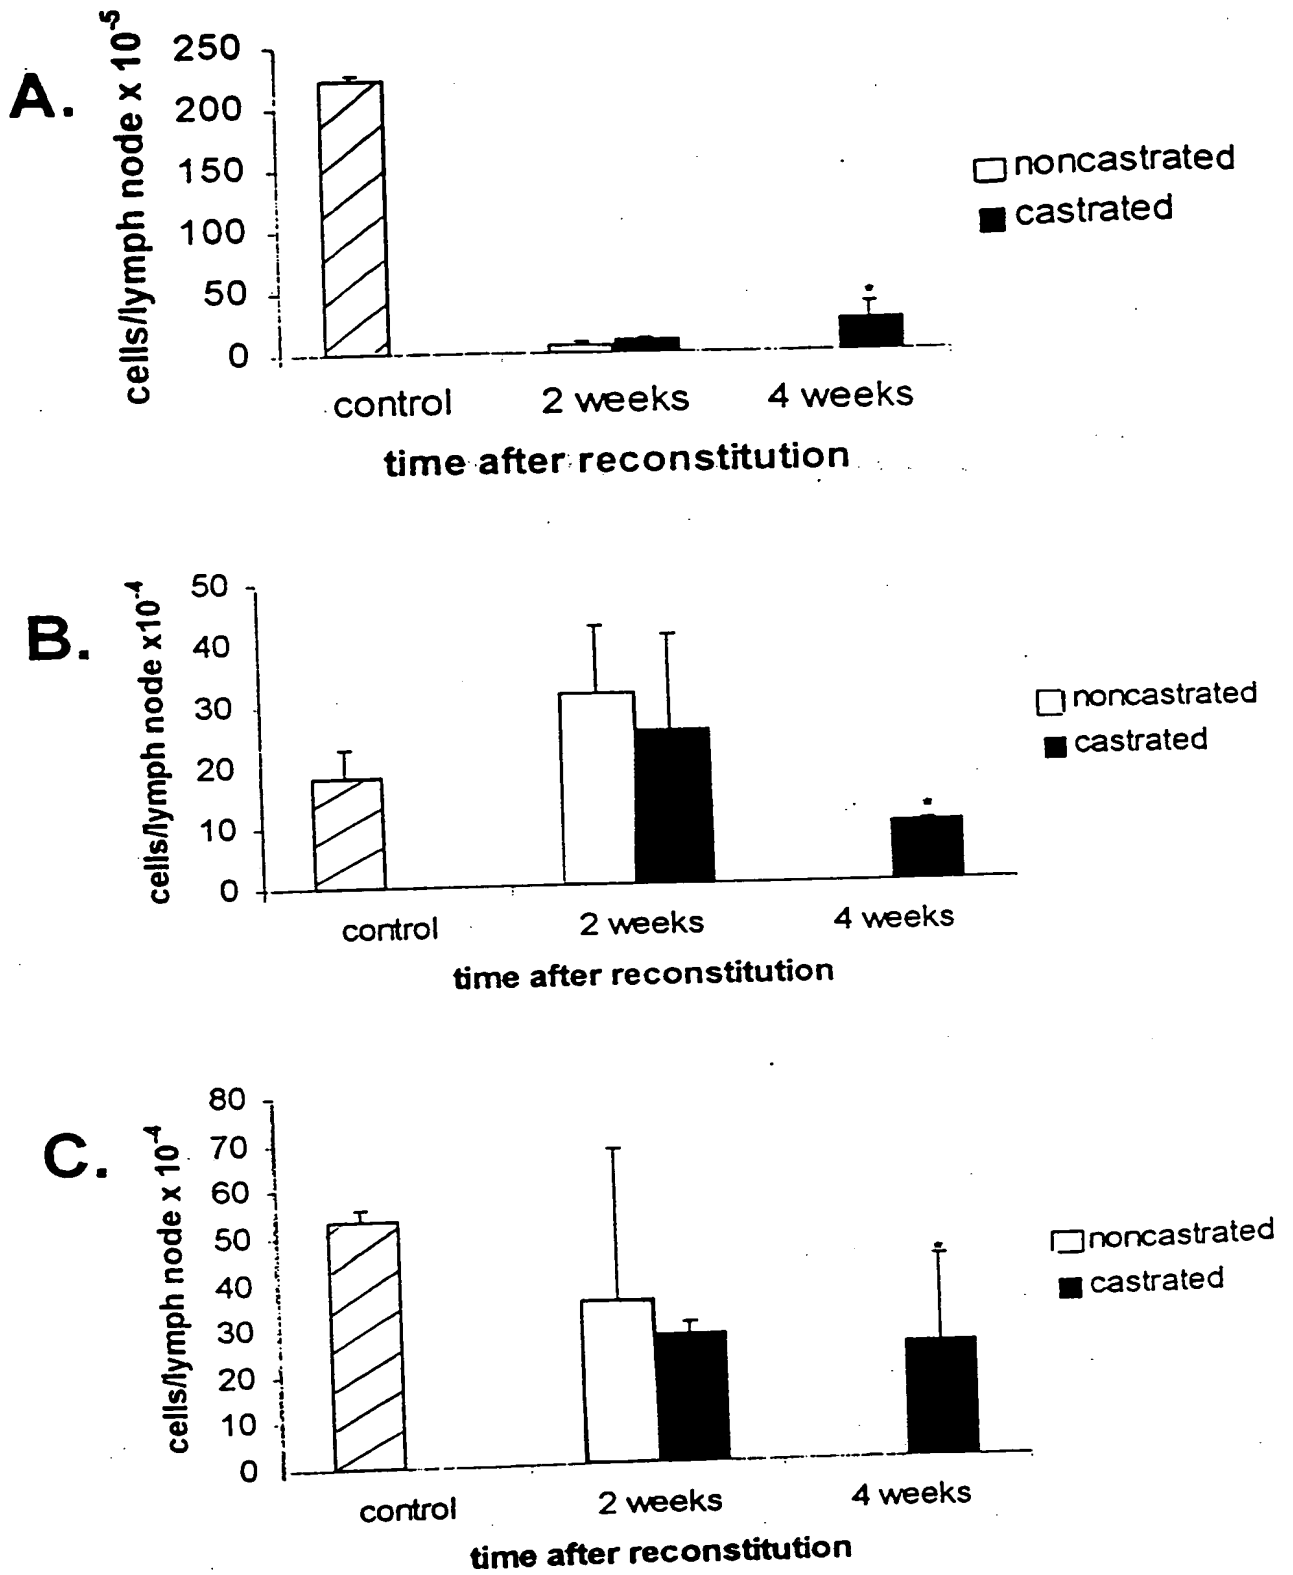 A.
cells/lymph node x 10⁻⁵
250
200
150
100
50
0
*
control 2 weeks 4 weeks
time after reconstitution
noncastrated
castrated
B.
cells/lymph node x10⁻⁴
50
40
30
20
10
0
*
control 2 weeks 4 weeks
time after reconstitution
noncastrated
castrated
C.
cells/lymph node x 10⁻⁴
80
70
60
50
40
30
20
10
0
*
control 2 weeks 4 weeks
time after reconstitution
noncastrated
castrated